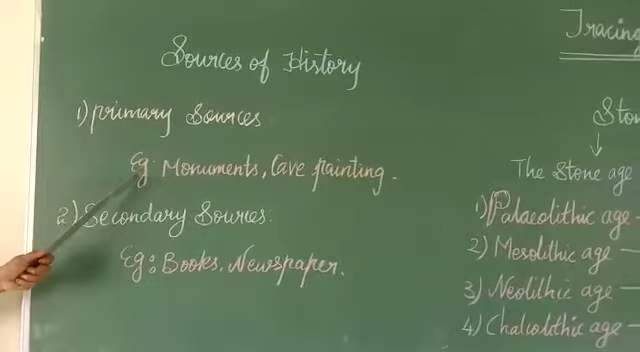 Sources of History
1) Primary Sources
Eg: Monuments, Cave painting.
2) Secondary Sources:
Eg: Books, Newspaper.
Tracing
The Stone age
1) Palaeolithic age -
2) Mesolithic age -
3) Neolithic age -
4) Chalcolithic age -